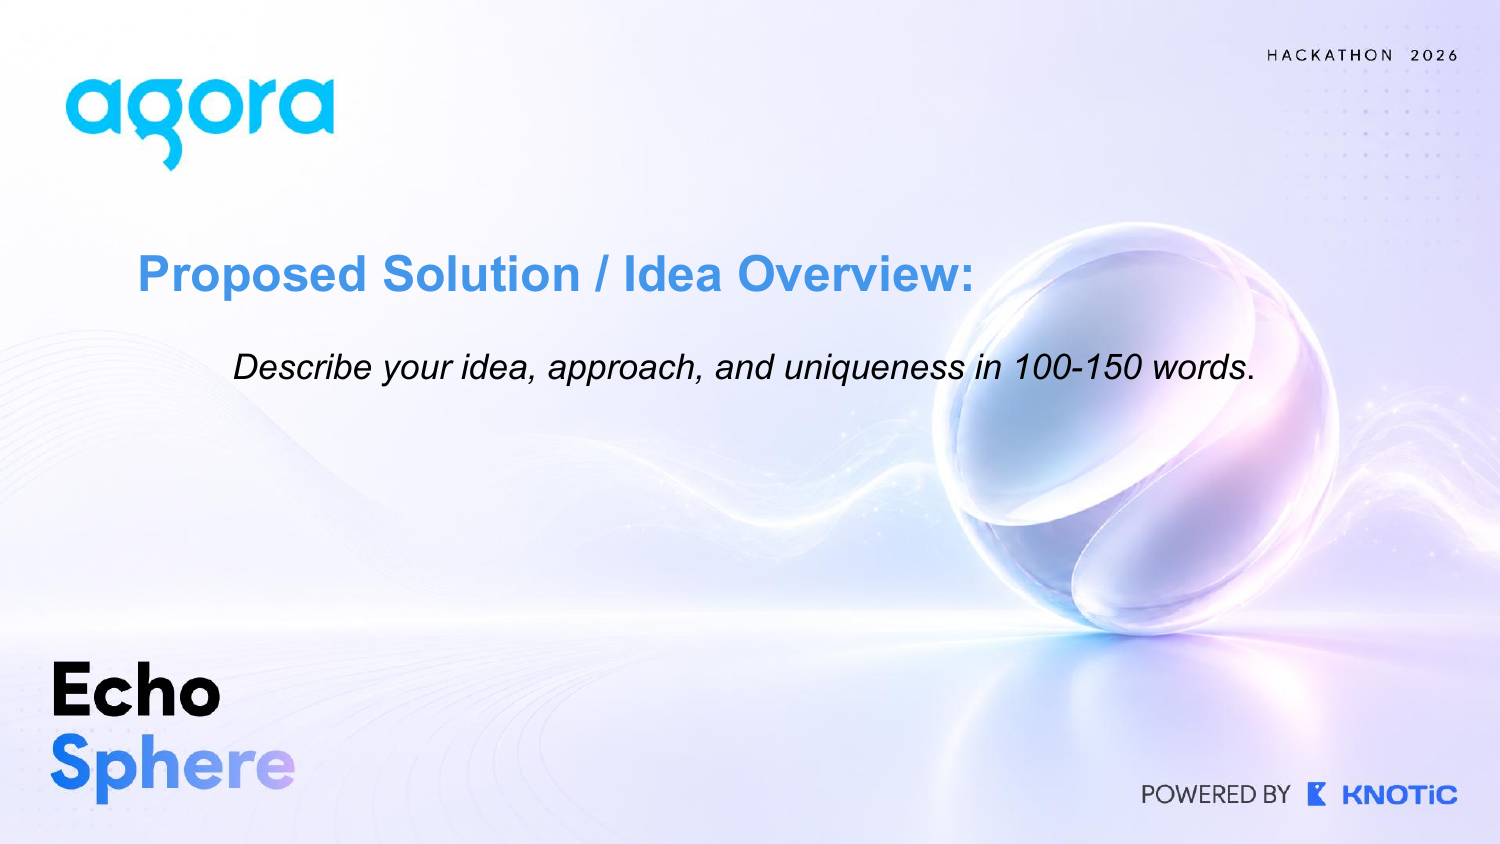 HACKATHON 2026
agora
Proposed Solution / Idea Overview:
Describe your idea, approach, and uniqueness in 100-150 words.
Echo
Sphere
POWERED BY KNOTiC